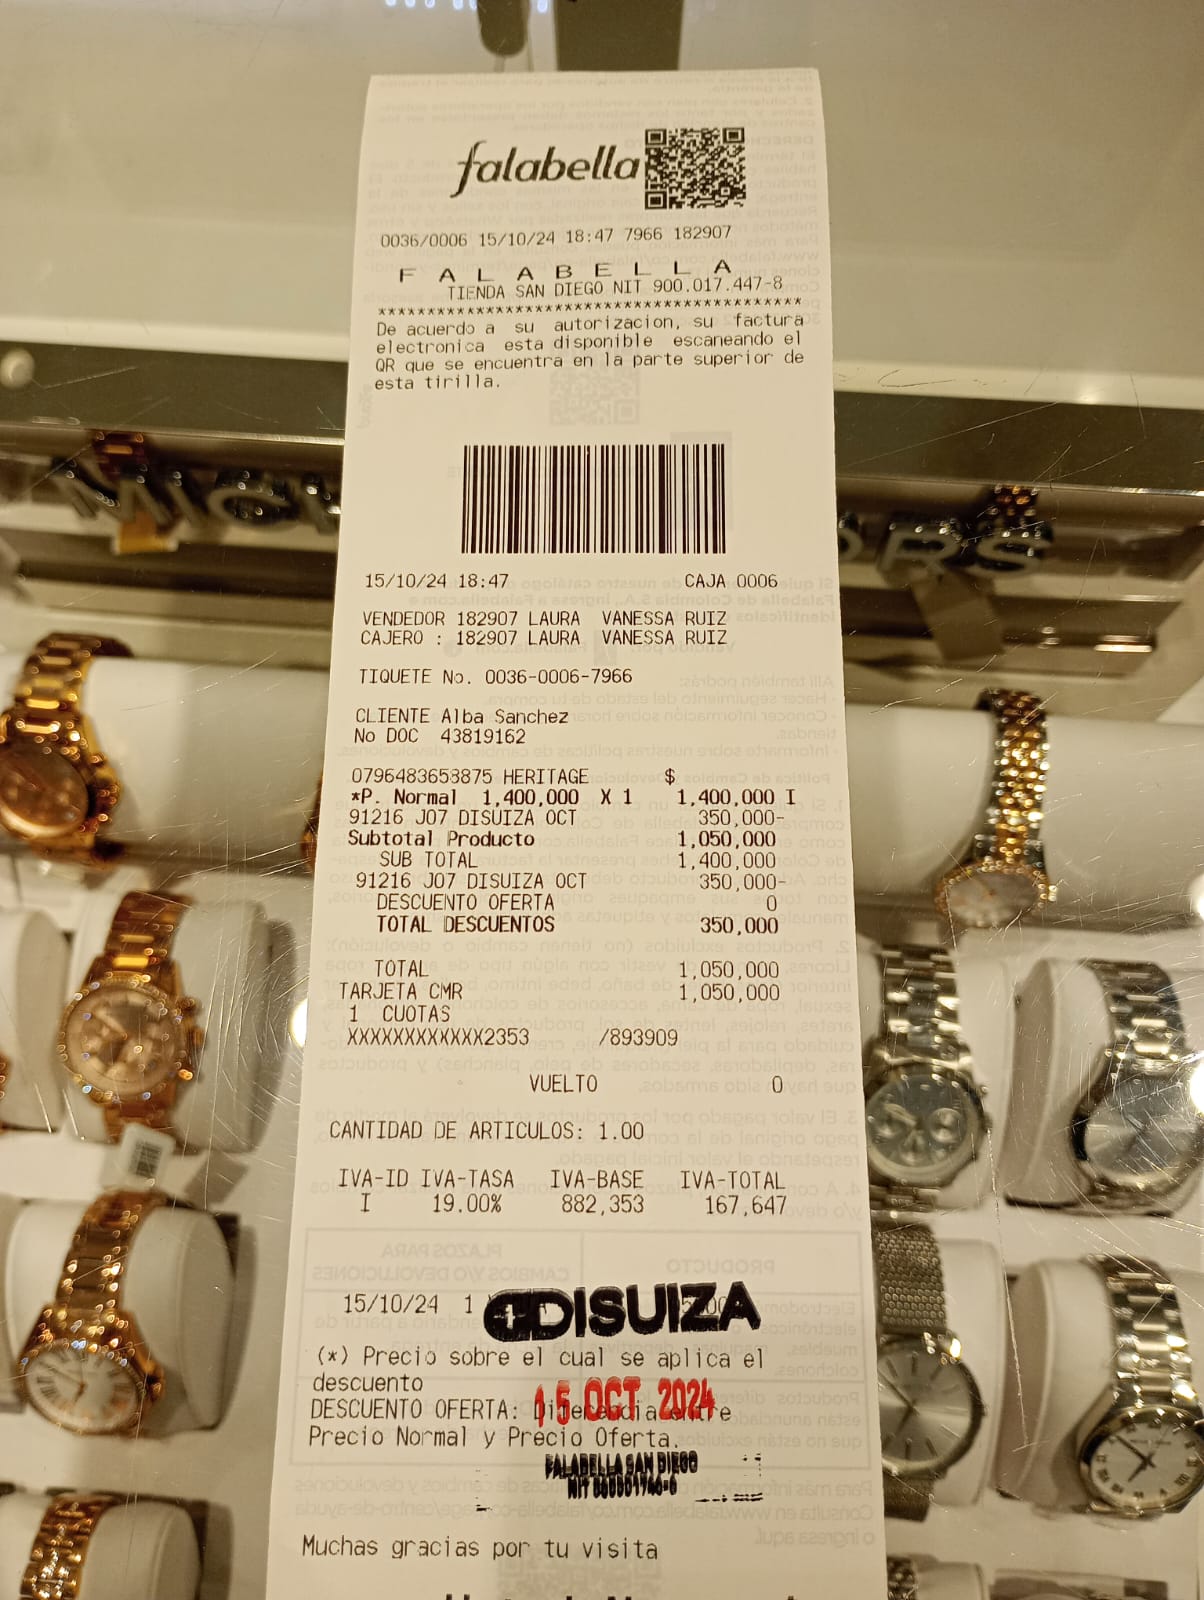 falabella
0036/0006 15/10/24 18:47 7966 182907
F A L A B E L L A
TIENDA SAN DIEGO NIT 900.017.447-8
******************************************
De acuerdo a su autorizacion, su factura
electronica esta disponible escaneando el
QR que se encuentra en la parte superior de
esta tirilla.
15/10/24 18:47 CAJA 0006
VENDEDOR 182907 LAURA VANESSA RUIZ
CAJERO : 182907 LAURA VANESSA RUIZ
TIQUETE No. 0036-0006-7966
CLIENTE Alba Sanchez
No DOC 43819162
0796483653875 HERITAGE $
*P. Normal 1,400,000 X 1 1,400,000 I
91216 J07 DISUIZA OCT 350,000-
Subtotal Producto 1,050,000
SUB TOTAL 1,400,000
91216 J07 DISUIZA OCT 350,000-
DESCUENTO OFERTA 0
TOTAL DESCUENTOS 350,000
TOTAL 1,050,000
TARJETA CMR 1,050,000
1 CUOTAS
XXXXXXXXXXXX2353 /893909
VUELTO 0
CANTIDAD DE ARTICULOS: 1.00
IVA-ID IVA-TASA IVA-BASE IVA-TOTAL
I 19.00% 882,353 167,647
15/10/24 1
DISUIZA
(*) Precio sobre el cual se aplica el
descuento
15 OCT 2024
DESCUENTO OFERTA: Diferencia entre
Precio Normal y Precio Oferta.
FALABELLA SAN DIEGO
Muchas gracias por tu visita